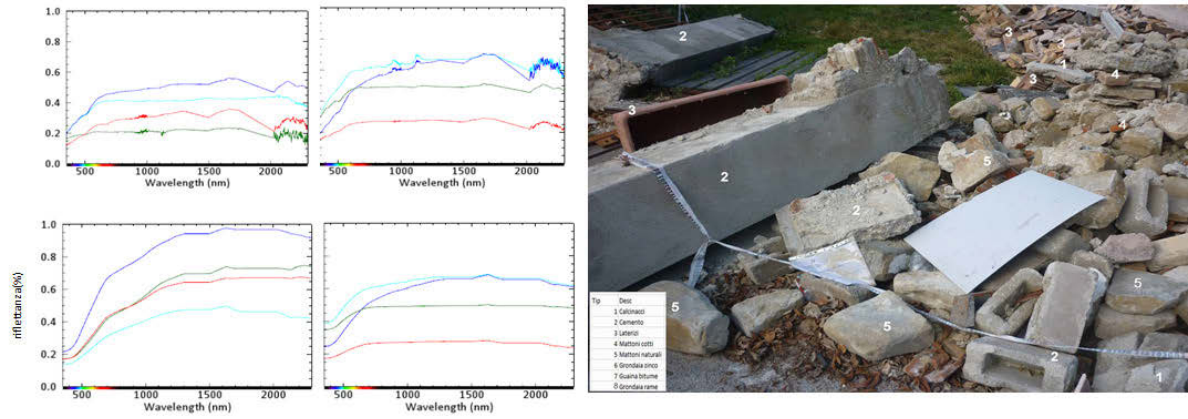 1.0
0.8
0.6
0.4
0.2
0.0
500 1000 1500 2000
Wavelength (nm)
500 1000 1500 2000
Wavelength (nm)
riflettanza(%)
1.0
0.8
0.6
0.4
0.2
0.0
500 1000 1500 2000
Wavelength (nm)
500 1000 1500 2000
Wavelength (nm)
2
3
3
1
3
4
3
4
5
2
2
5
5
5
2
1
Tip Desc
1 Calcinacci
2 Cemento
3 Laterizi
4 Mattoni cotti
5 Mattoni naturali
6 Grondaia zinco
7 Guaina bitume
8 Grondaia rame